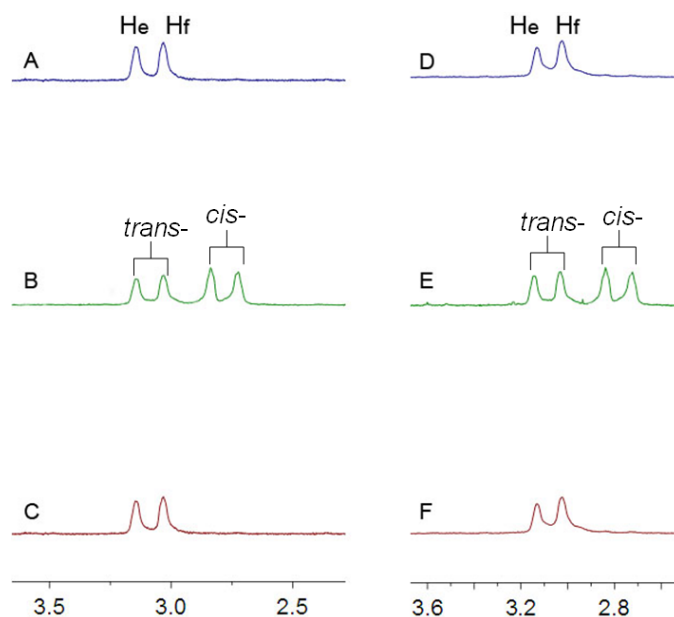 He Hf
A
trans-
cis-
B
C
3.5 3.0 2.5
He Hf
D
trans-
cis-
E
F
3.6 3.2 2.8